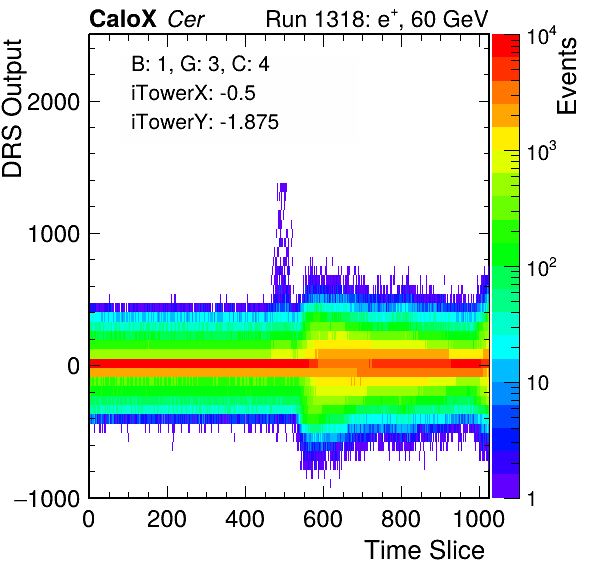 CaloX Cer
Run 1318: e+, 60 GeV
B: 1, G: 3, C: 4
iTowerX: -0.5
iTowerY: -1.875
DRS Output
2000
1000
0
−1000
0 200 400 600 800 1000
Time Slice
Events
10^4
10^3
10^2
10
1